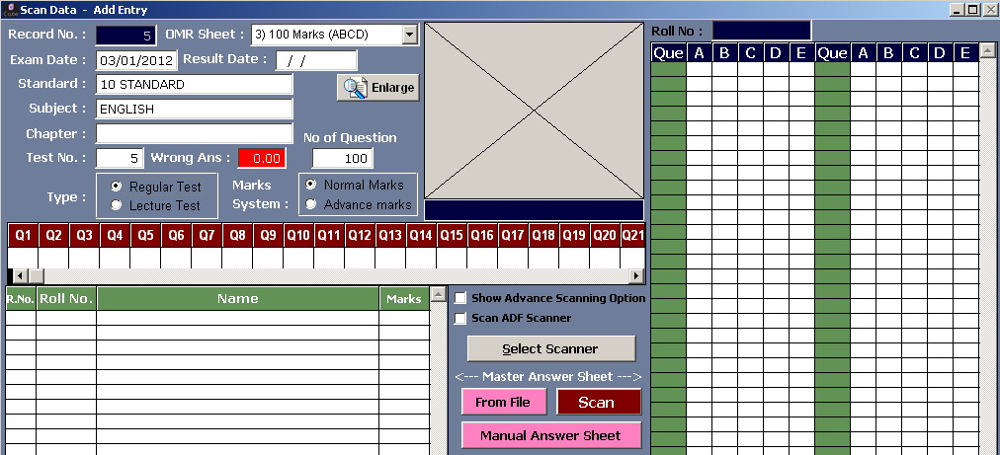 Scan Data - Add Entry
Record No. : 5 OMR Sheet : 3) 100 Marks (ABCD)
Exam Date : 03/01/2012 Result Date : / /
Standard : 10 STANDARD
Enlarge
Subject : ENGLISH
Chapter :
No of Question
Test No. : 5 Wrong Ans : 0.00 100
Type : Regular Test
Lecture Test
Marks System : Normal Marks
Advance marks
Roll No :
Que A B C D E Que A B C D E
Q1 Q2 Q3 Q4 Q5 Q6 Q7 Q8 Q9 Q10 Q11 Q12 Q13 Q14 Q15 Q16 Q17 Q18 Q19 Q20 Q21
R.No. Roll No. Name Marks
Show Advance Scanning Option
Scan ADF Scanner
Select Scanner
<--- Master Answer Sheet --->
From File Scan
Manual Answer Sheet